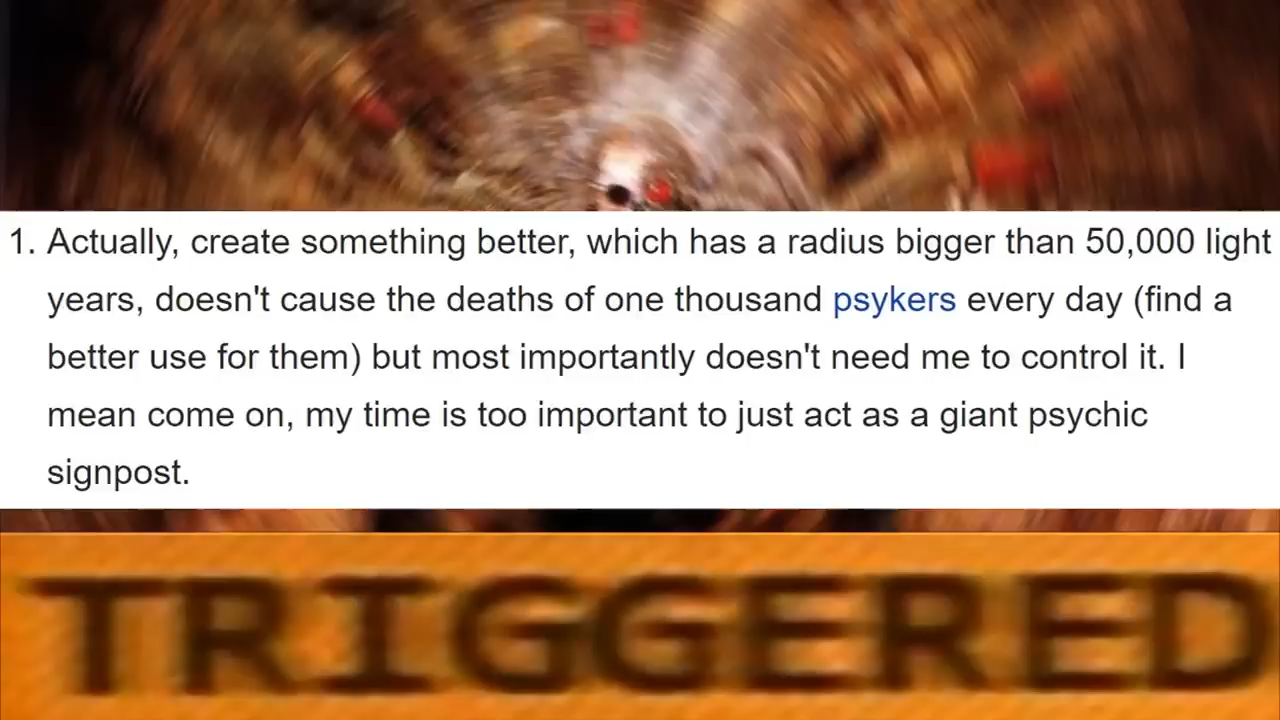 1. Actually, create something better, which has a radius bigger than 50,000 light
years, doesn't cause the deaths of one thousand psykers every day (find a
better use for them) but most importantly doesn't need me to control it. I
mean come on, my time is too important to just act as a giant psychic
signpost.
TRIGGERED